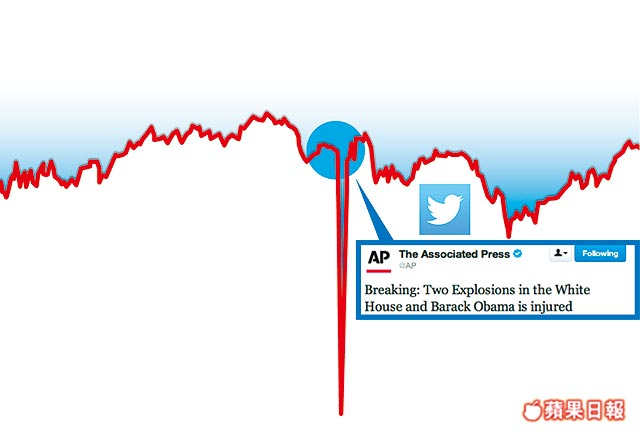 AP The Associated Press
@AP
Following
Breaking: Two Explosions in the White
House and Barack Obama is injured
蘋果日報